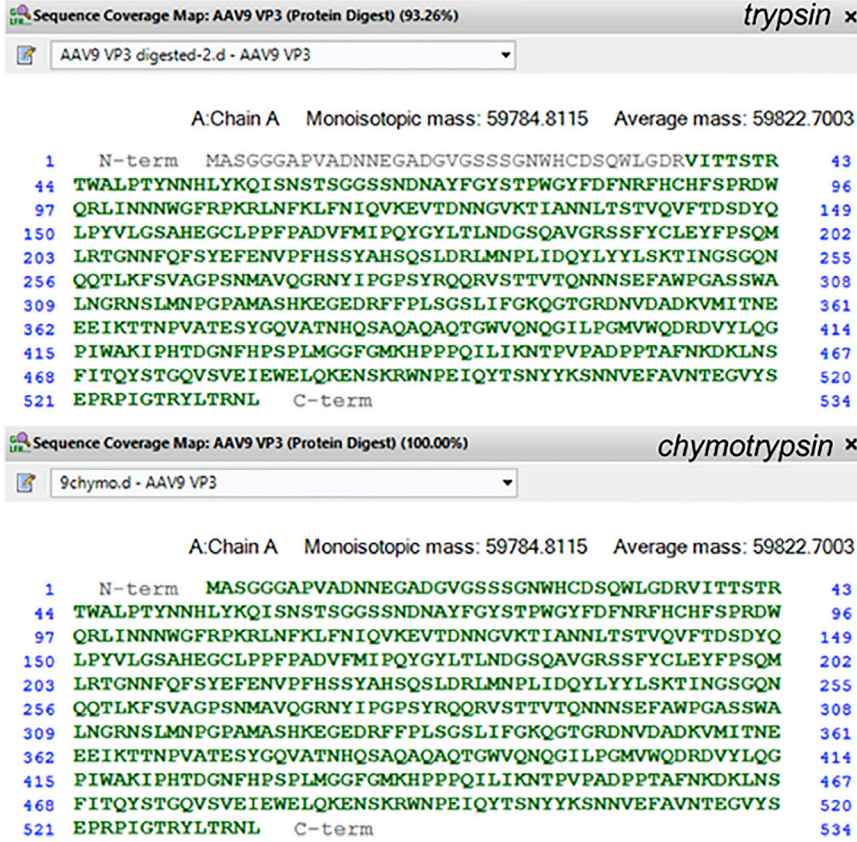 Sequence Coverage Map: AAV9 VP3 (Protein Digest) (93.26%) trypsin ×
AAV9 VP3 digested-2.d - AAV9 VP3
A:Chain A Monoisotopic mass: 59784.8115 Average mass: 59822.7003
1 N-term MASGGGAPVADNNEGADGVGSSSGNWHCDSQWLGDRVITTSTR 43
44 TWALPTYNNHLYKQISNSTSGGSSNDNAYFGYSTPWGYFDFNRFHCHFSPRDW 96
97 QRLINNNWGFRPKRLNFKLFNIQVKEVTDNNGVKTIANNLTSTVQVFTDSDYQ 149
150 LPYVLGSAHEGCLPPFPADVFMIPQYGYLTLNDGSQAVGRSSFYCLEYFPSQM 202
203 LRTGNNFQFSYEFENVPFHSSYAHSQSLDRLMNPLIDQYLYYLSKTINGSGQN 255
256 QQTLKFSVAGPSNMAVQGRNYIPGPSYRQQRVSTTVTQNNNSEFAWPGASSWA 308
309 LNGRNSLMNPGPAMASHKEGEDRFFPLSGSLIFGKQGTGRDNVDADKVMITNE 361
362 EEIKTTNPVATESYGQVATNHQSAQAQAQTGWVQNQGILPGMVWQDRDVYLQG 414
415 PIWAKIPHTDGNFHPSPLMGGFGMKHPPPQILIKNTPVPADPPTAFNKDKLNS 467
468 FITQYSTGQVSVEIEWELQKENSKRWNPEIQYTSNYYKSNNVEFAVNTEGVYS 520
521 EPRPIGTRYLTRNL C-term 534
Sequence Coverage Map: AAV9 VP3 (Protein Digest) (100.00%) chymotrypsin ×
9chymo.d - AAV9 VP3
A:Chain A Monoisotopic mass: 59784.8115 Average mass: 59822.7003
1 N-term MASGGGAPVADNNEGADGVGSSSGNWHCDSQWLGDRVITTSTR 43
44 TWALPTYNNHLYKQISNSTSGGSSNDNAYFGYSTPWGYFDFNRFHCHFSPRDW 96
97 QRLINNNWGFRPKRLNFKLFNIQVKEVTDNNGVKTIANNLTSTVQVFTDSDYQ 149
150 LPYVLGSAHEGCLPPFPADVFMIPQYGYLTLNDGSQAVGRSSFYCLEYFPSQM 202
203 LRTGNNFQFSYEFENVPFHSSYAHSQSLDRLMNPLIDQYLYYLSKTINGSGQN 255
256 QQTLKFSVAGPSNMAVQGRNYIPGPSYRQQRVSTTVTQNNNSEFAWPGASSWA 308
309 LNGRNSLMNPGPAMASHKEGEDRFFPLSGSLIFGKQGTGRDNVDADKVMITNE 361
362 EEIKTTNPVATESYGQVATNHQSAQAQAQTGWVQNQGILPGMVWQDRDVYLQG 414
415 PIWAKIPHTDGNFHPSPLMGGFGMKHPPPQILIKNTPVPADPPTAFNKDKLNS 467
468 FITQYSTGQVSVEIEWELQKENSKRWNPEIQYTSNYYKSNNVEFAVNTEGVYS 520
521 EPRPIGTRYLTRNL C-term 534